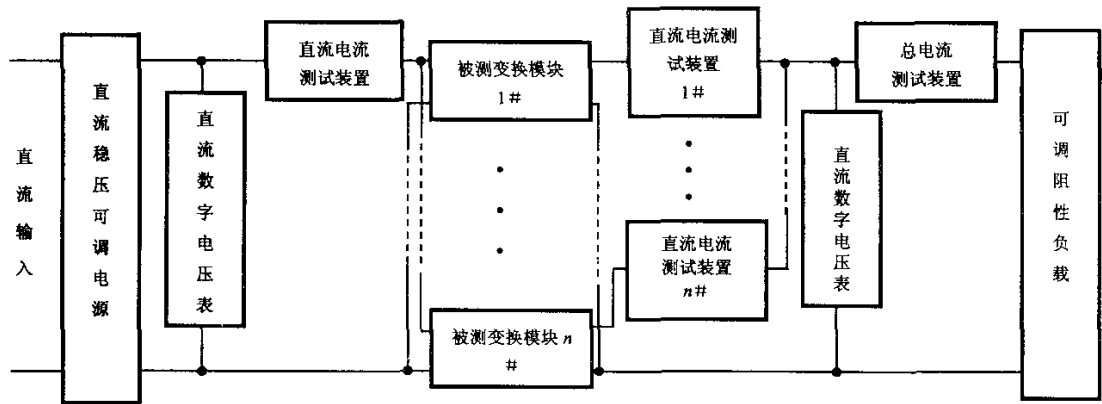 直流输入
直流稳压可调电源
直流数字电压表
直流电流
测试装置
被测变换模块
1#
被测变换模块 n
#
直流电流测
试装置
1#
直流电流
测试装置
n#
直流数字电压表
总电流
测试装置
可调阻性负载